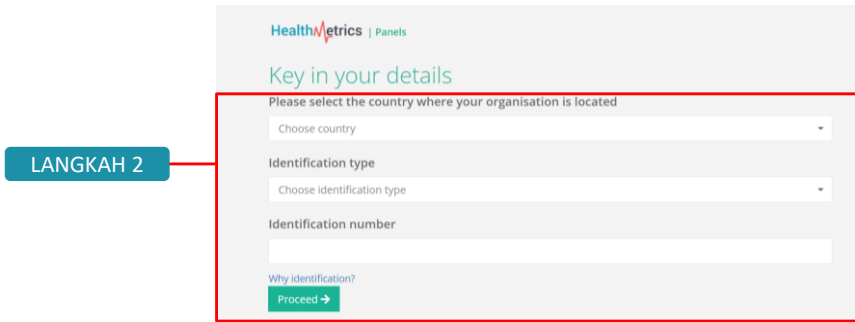 HealthMetrics | Panels
Key in your details
Please select the country where your organisation is located
Choose country
LANGKAH 2
Identification type
Choose identification type
Identification number
Why identification?
Proceed →